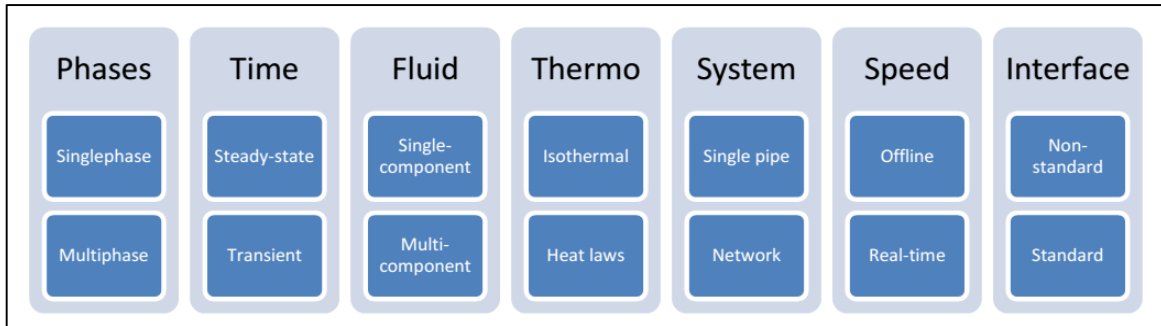 Phases
Time
Fluid
Thermo
System
Speed
Interface
Singlephase
Steady-state
Single-
component
Isothermal
Single pipe
Offline
Non-
standard
Multiphase
Transient
Multi-
component
Heat laws
Network
Real-time
Standard